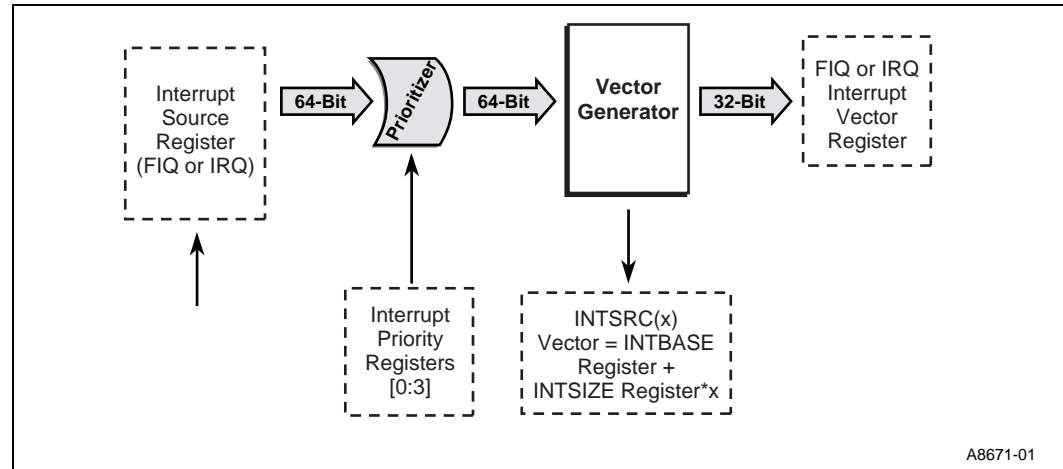 Interrupt
Source
Register
(FIQ or IRQ)
64-Bit
Prioritizer
64-Bit
Vector
Generator
32-Bit
FIQ or IRQ
Interrupt
Vector
Register
Interrupt
Priority
Registers
[0:3]
INTSRC(x)
Vector = INTBASE
Register +
INTSIZE Register*x
A8671-01